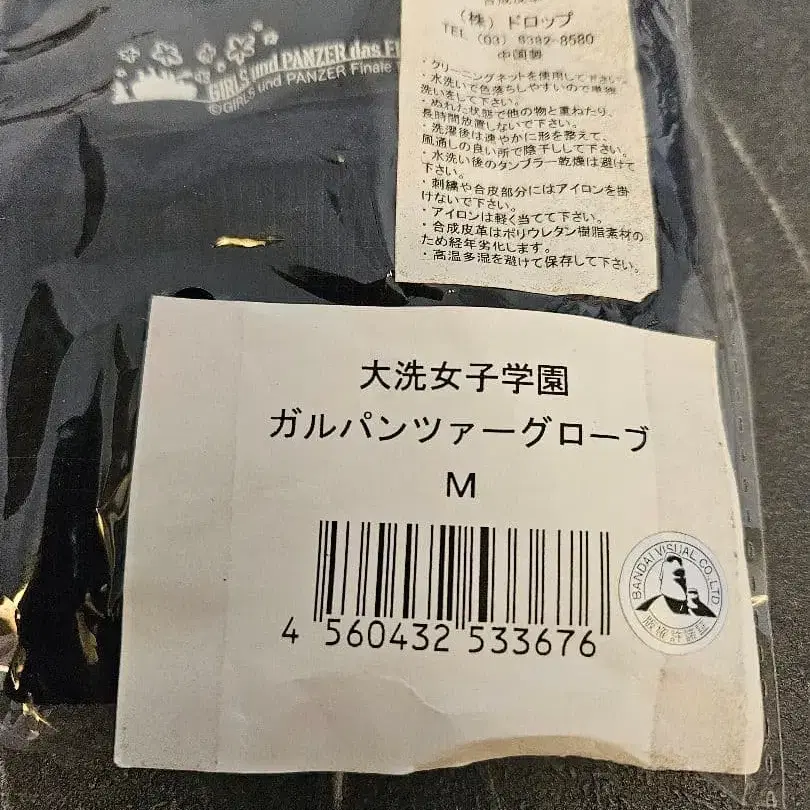 GIRLS und PANZER das FI
©GIRLS und PANZER Finale
合成皮革
(株)ドロップ
TEL (03) 6382-8580
中国製
・クリーニングネットを使用して下さい。
・水洗いで色落ちしやすいので単独
洗いをして下さい。
・ぬれた状態で他の物と重ねたり、
長時間放置しないで下さい。
・洗濯後は速やかに形を整えて、
風通しの良い所で陰干しして下さい。
・水洗い後のタンブラー乾燥は避けて
下さい。
・刺繍や合皮部分にはアイロンを掛
けないで下さい。
・アイロンは軽く当てて下さい。
・合成皮革はポリウレタン樹脂素材の
ため経年劣化します。
・高温多湿を避けて保存して下さい。
大洗女子学園
ガルパンツァーグローブ
M
4 560432 533676
BANDAI VISUAL CO.,LTD
版権許諾証